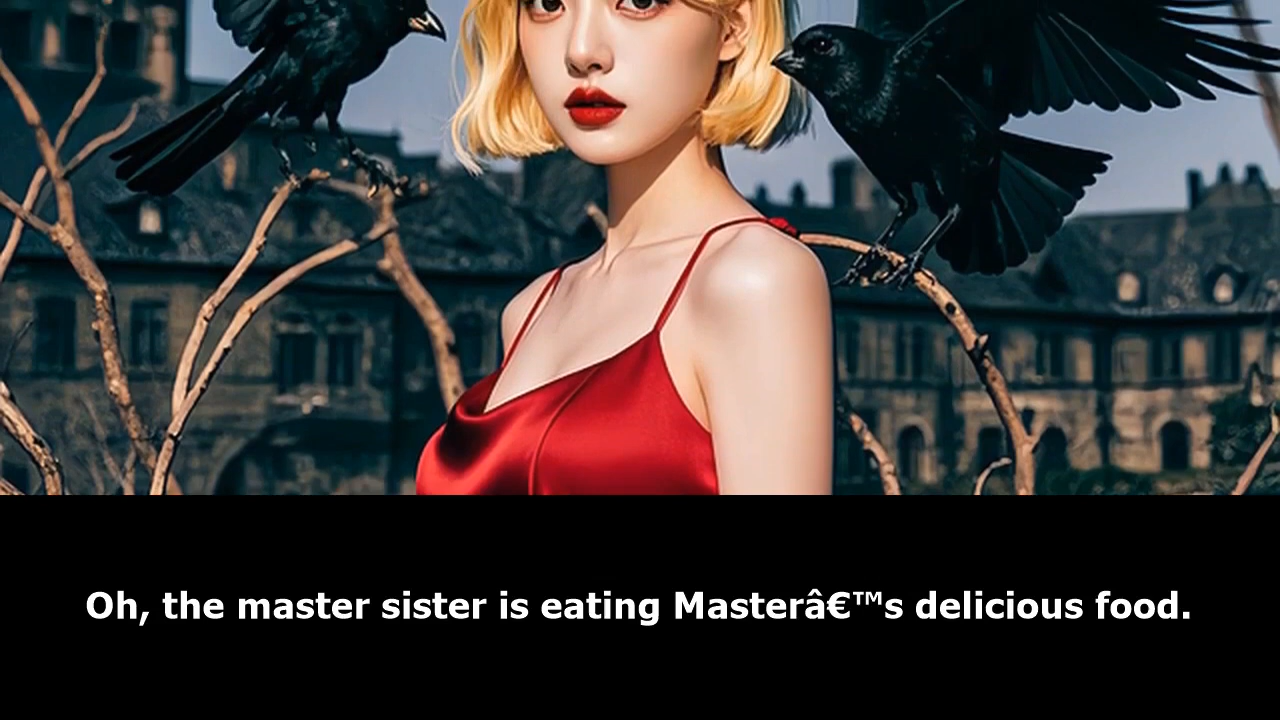 Oh, the master sister is eating Masterâ€™s delicious food.